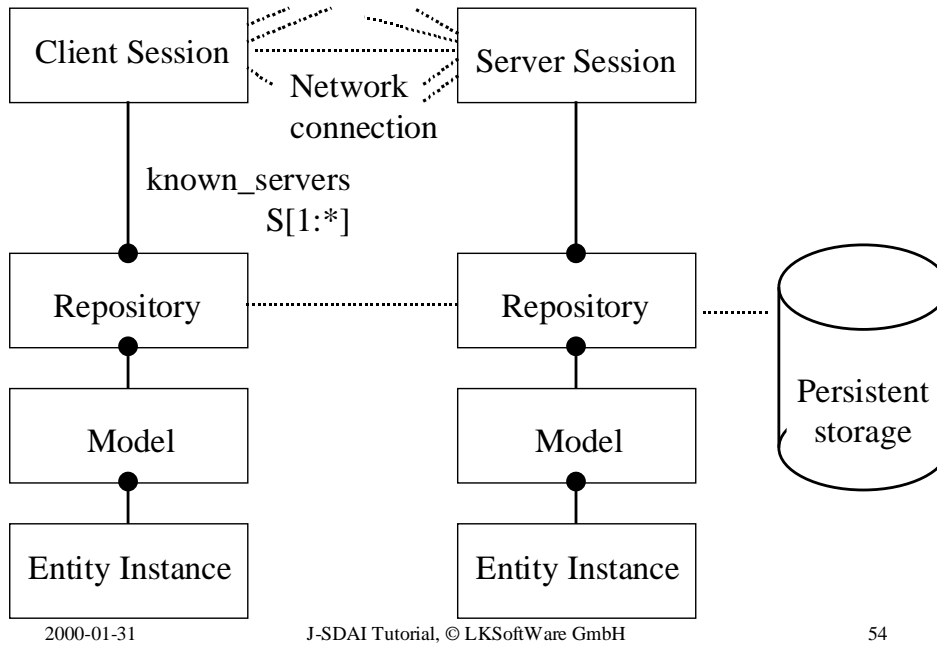 Client Session
Server Session
Network
connection
known_servers
S[1:*]
Repository
Repository
Persistent
storage
Model
Model
Entity Instance
Entity Instance
2000-01-31
J-SDAI Tutorial, © LKSoftWare GmbH
54